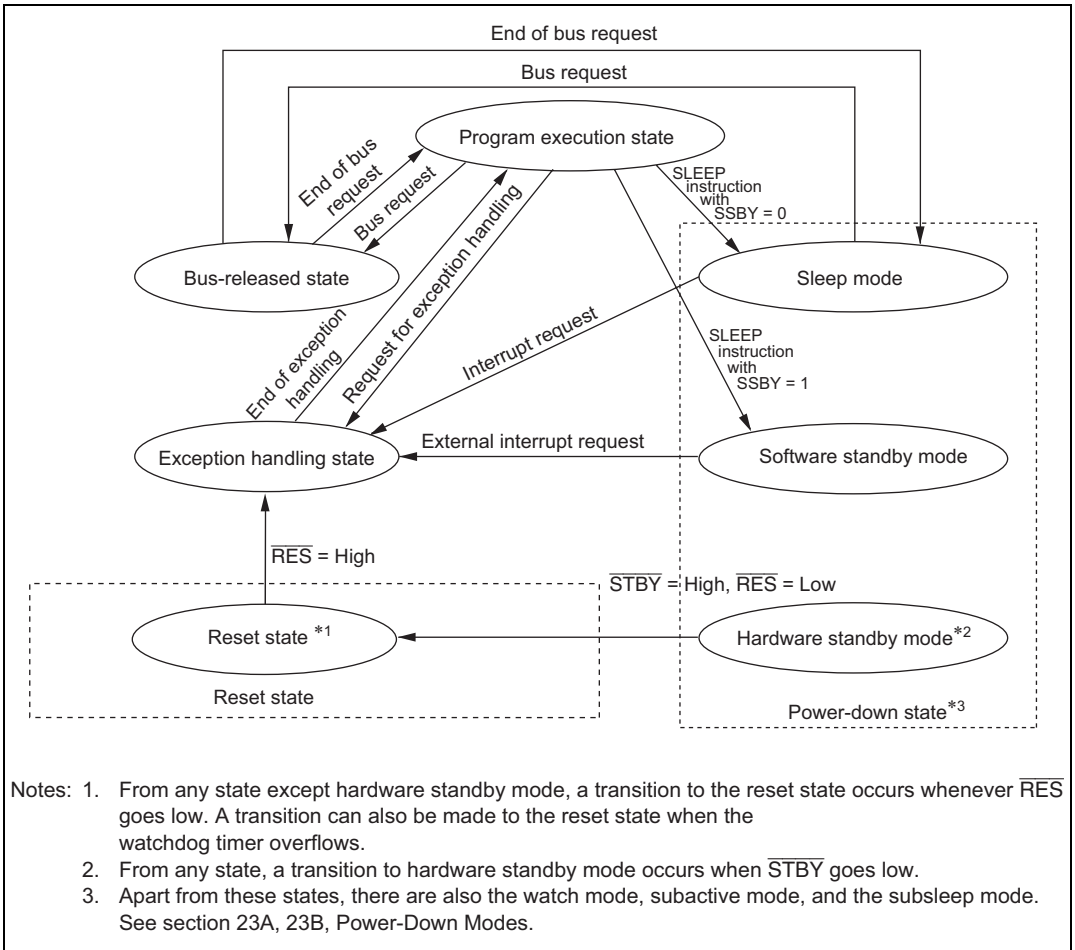 End of bus request
Bus request
Program execution state
End of bus
request
Bus request
SLEEP
instruction
with
SSBY = 0
Bus-released state
Sleep mode
End of exception
handling
Request for exception handling
Interrupt request
SLEEP
instruction
with
SSBY = 1
Exception handling state
External interrupt request
Software standby mode
R̅E̅S̅ = High
S̅T̅B̅Y̅ = High, R̅E̅S̅ = Low
Reset state *1
Hardware standby mode*2
Reset state
Power-down state*3
Notes: 1. From any state except hardware standby mode, a transition to the reset state occurs whenever R̅E̅S̅
goes low. A transition can also be made to the reset state when the
watchdog timer overflows.
2. From any state, a transition to hardware standby mode occurs when S̅T̅B̅Y̅ goes low.
3. Apart from these states, there are also the watch mode, subactive mode, and the subsleep mode.
See section 23A, 23B, Power-Down Modes.